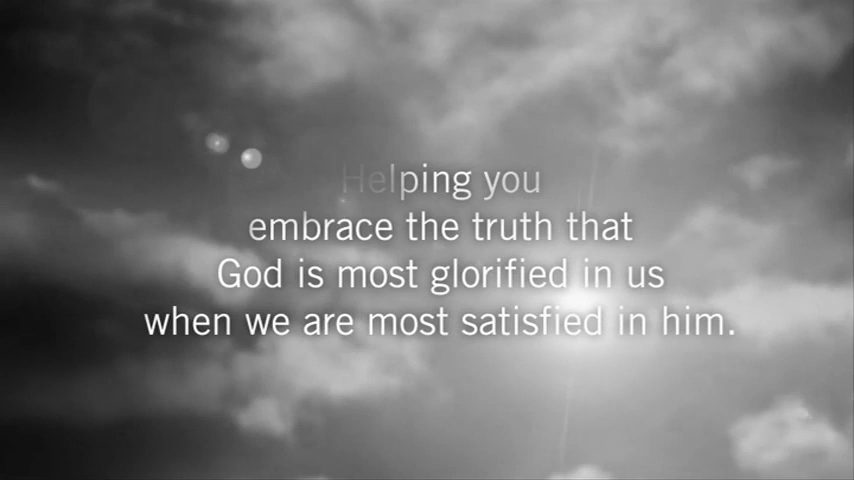 Helping you
embrace the truth that
God is most glorified in us
when we are most satisfied in him.